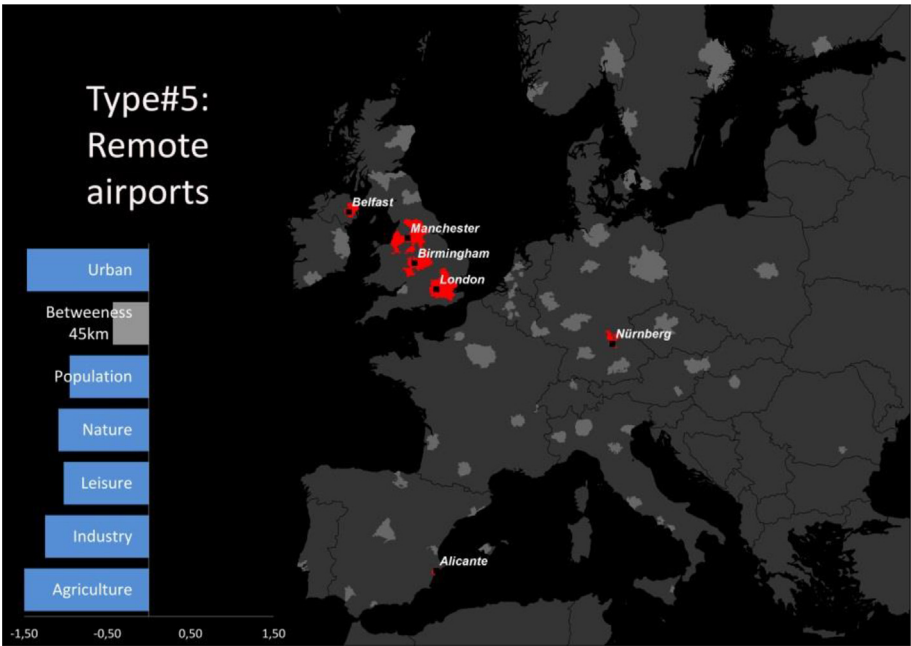 Type#5:
Remote
airports
Urban
Betweeness
45km
Population
Nature
Leisure
Industry
Agriculture
-1,50
-0,50
0,50
1,50
Belfast
Manchester
Birmingham
London
Nürnberg
Alicante